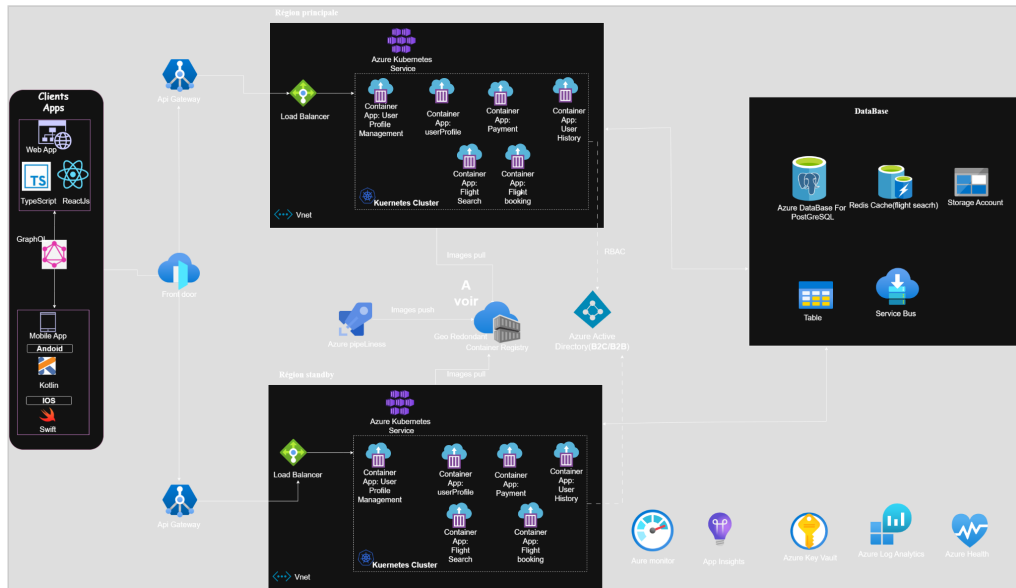 Région principale
Azure Kubernetes
Service
Api Gateway
Load Balancer
Container
App: User
Profile
Management
Container
App:
userProfile
Container
App:
Payment
Container
App:
User
History
Container
App:
Flight
Search
Container
App:
Flight
booking
Kuernetes Cluster
Vnet
Clients
Apps
Web App
TS
TypeScript
ReactJs
GraphQl
Mobile App
Andoid
Kotlin
IOS
Swift
Front door
Images pull
A
voir
Images push
Azure pipeLinees
Goo Redondant
Container Registry
Images pull
RBAC
Azure Active
Directory(B2C/B2B)
DataBase
Azure DataBase For
PostGreSQL
Redis Cache(flight seacrh)
Storage Account
Table
Service Bus
Région standby
Azure Kubernetes
Service
Load Balancer
Container
App: User
Profile
Management
Container
App:
userProfile
Container
App:
Payment
Container
App:
User
History
Container
App:
Flight
Search
Container
App:
Flight
booking
Kuernetes Cluster
Vnet
Api Gateway
Aure monitor
App Insights
Azure Key Vault
Azure Log Analytics
Azure Health